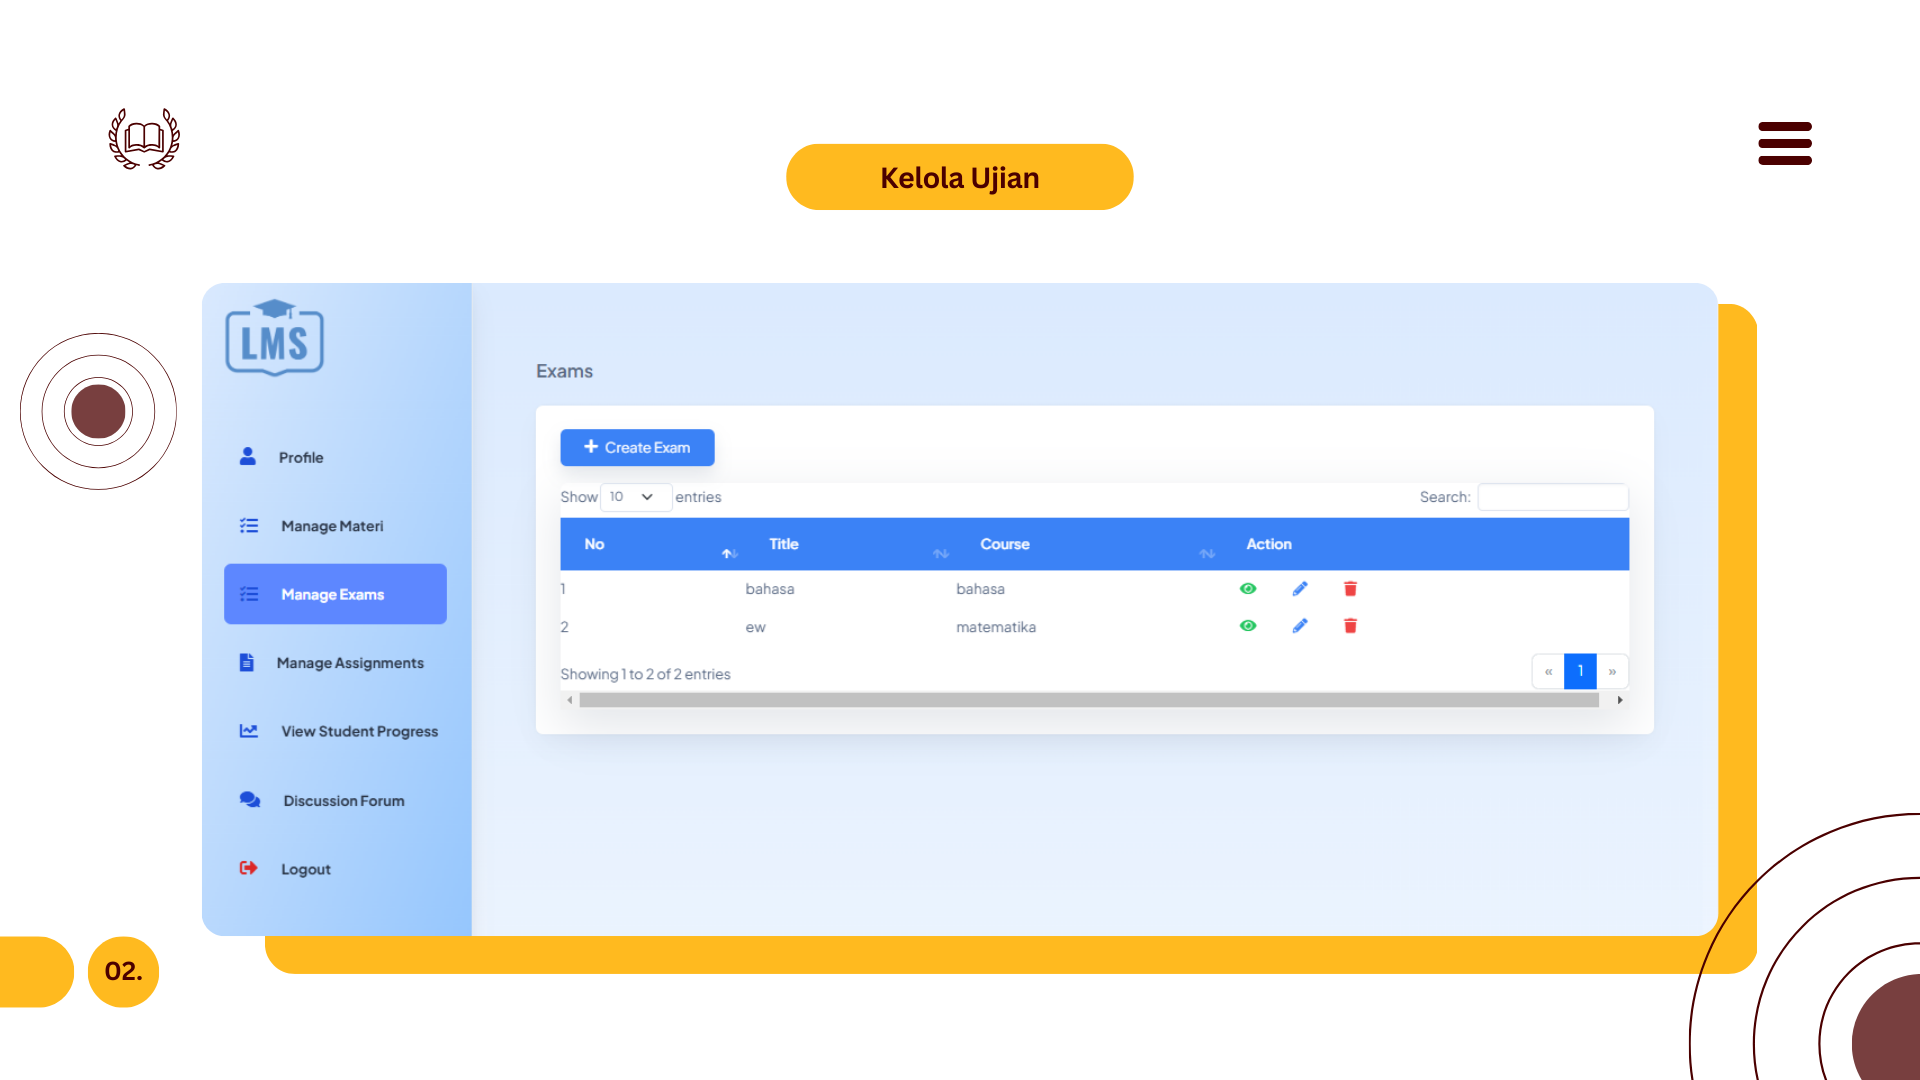 Kelola Ujian
LMS
Profile
Manage Materi
Manage Exams
Manage Assignments
View Student Progress
Discussion Forum
Logout
Exams
+ Create Exam
Show 10 entries Search:
No Title Course Action
1 bahasa bahasa
2 ew matematika
Showing 1 to 2 of 2 entries « 1 »
02.